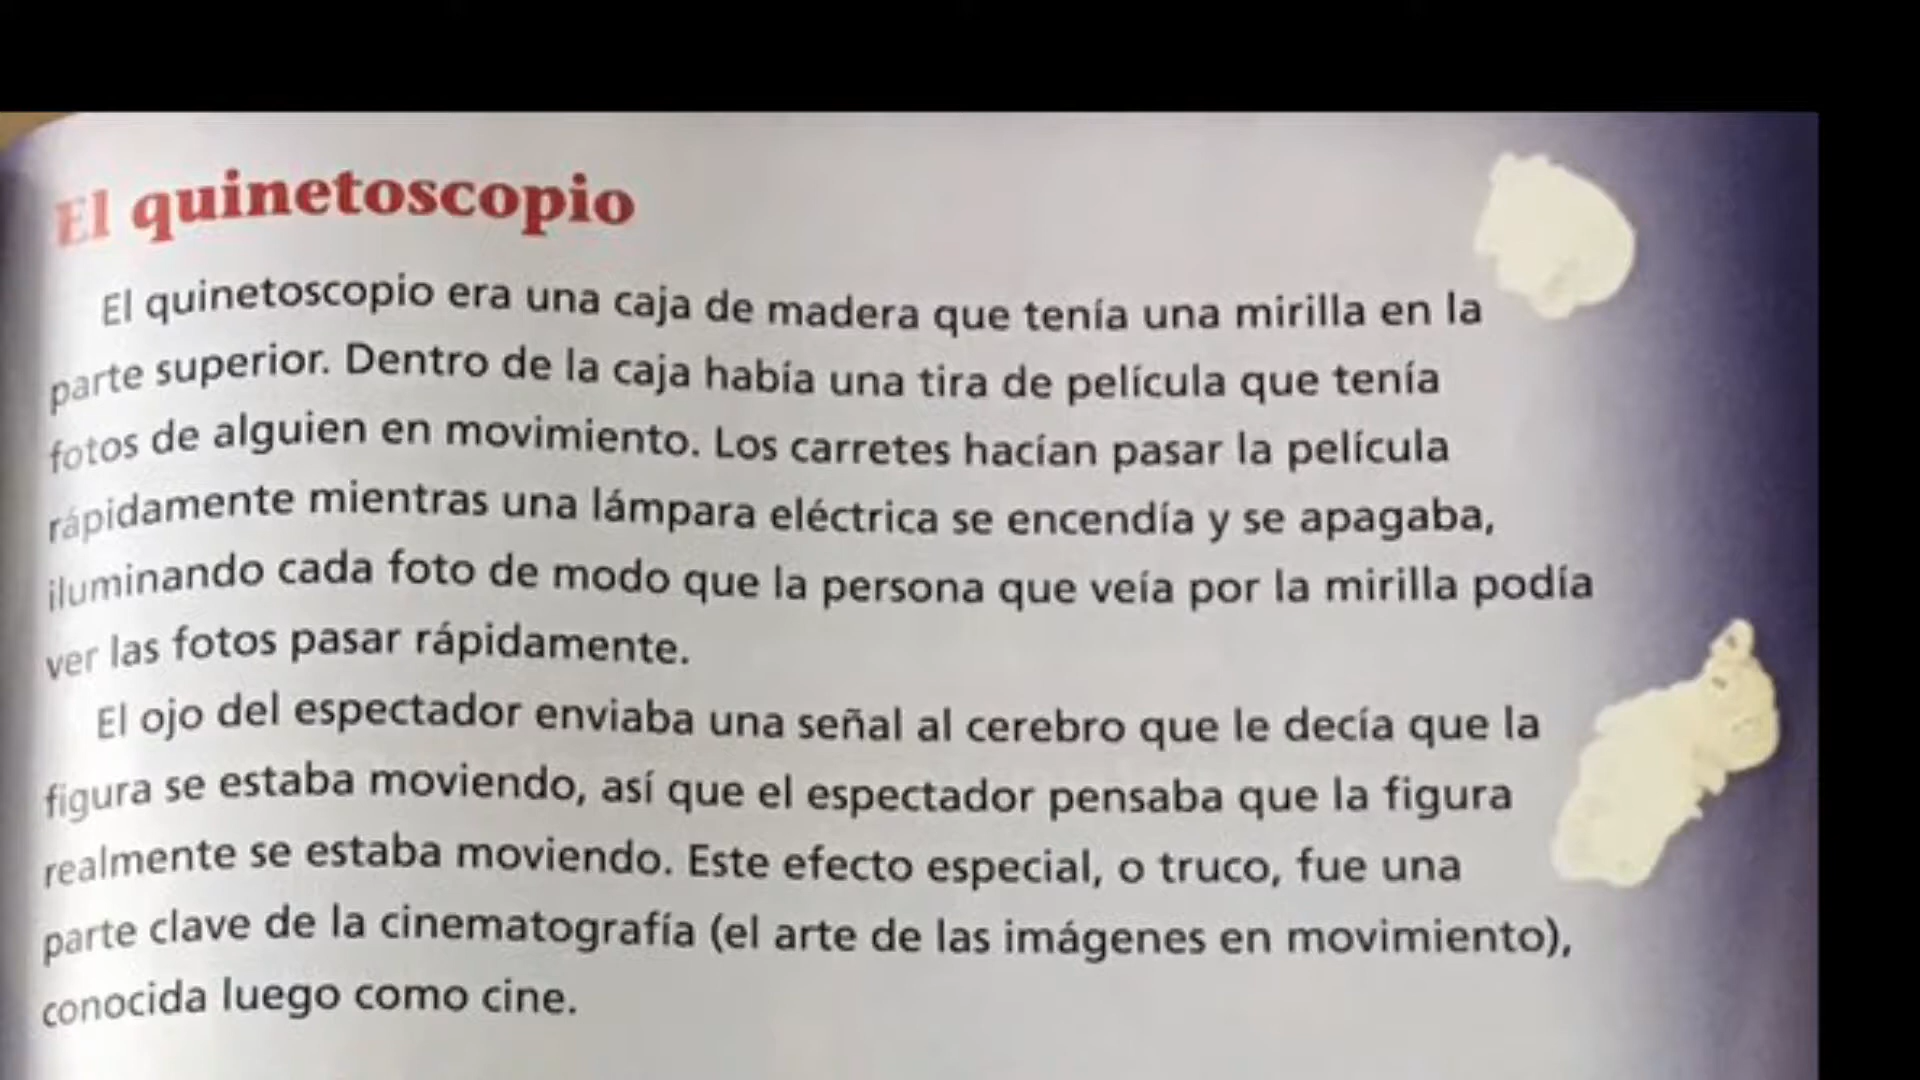 El quinetoscopio
El quinetoscopio era una caja de madera que tenía una mirilla en la
parte superior. Dentro de la caja había una tira de película que tenía
fotos de alguien en movimiento. Los carretes hacían pasar la película
rápidamente mientras una lámpara eléctrica se encendía y se apagaba,
iluminando cada foto de modo que la persona que veía por la mirilla podía
ver las fotos pasar rápidamente.
El ojo del espectador enviaba una señal al cerebro que le decía que la
figura se estaba moviendo, así que el espectador pensaba que la figura
realmente se estaba moviendo. Este efecto especial, o truco, fue una
parte clave de la cinematografía (el arte de las imágenes en movimiento),
conocida luego como cine.